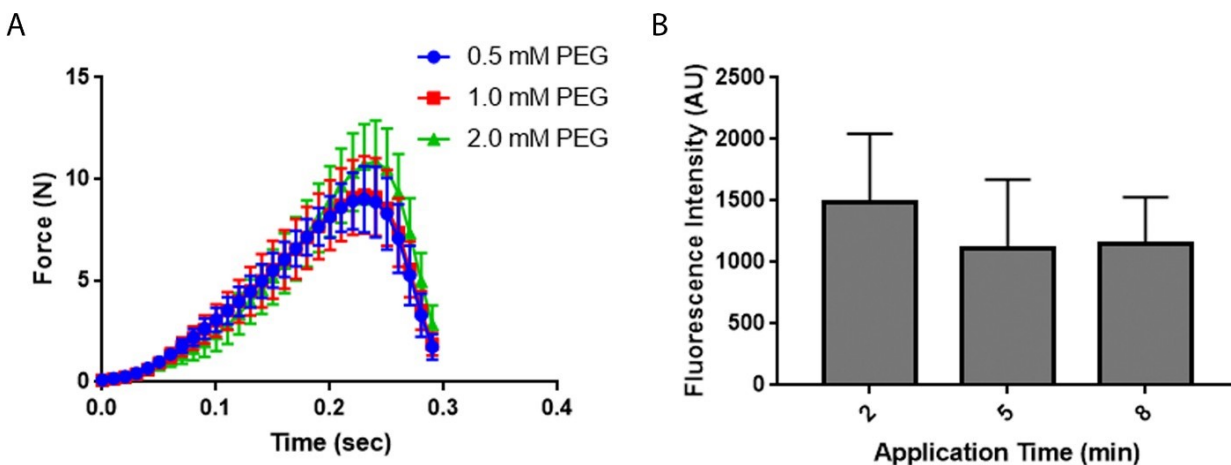 A
0.5 mM PEG
1.0 mM PEG
2.0 mM PEG
15
10
5
0
0.0
0.1
0.2
0.3
0.4
Force (N)
Time (sec)
B
2500
2000
1500
1000
500
0
2
5
8
Fluorescence Intensity (AU)
Application Time (min)